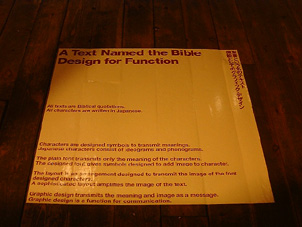 A Text Named the Bible
Design for Function
All texts are Biblical quotations.
All characters are written in Japanese.
Characters are designed symbols to transmit meanings.
Japanese characters consist of ideograms and phonograms.
The plain font transmits only the meaning of the characters.
The designed font gives symbols designed to add image to character.
The layout is an arrangement designed to transmit the image of the
designed characters.
A sophisticated layout amplifies the image of the text.
Graphic design transmits the meaning and image as a message.
Graphic design is a function for communication.